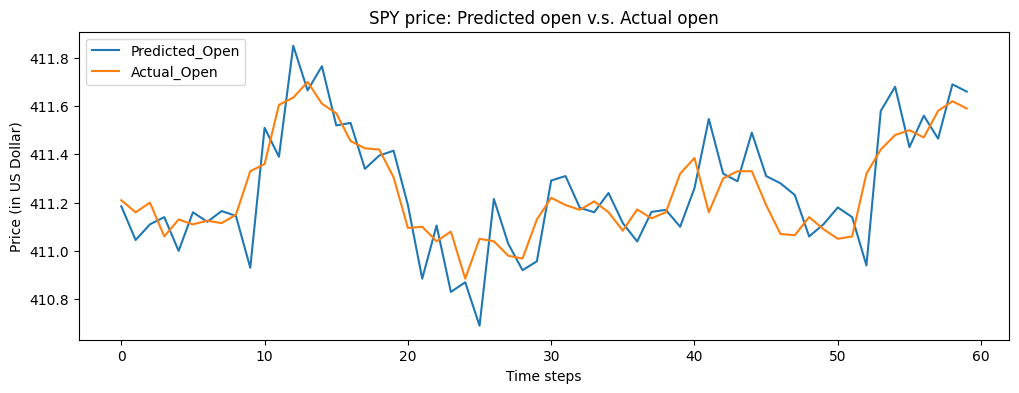 SPY price: Predicted open v.s. Actual open
Predicted_Open
Actual_Open
Price (in US Dollar)
411.8
411.6
411.4
411.2
411.0
410.8
0 10 20 30 40 50 60
Time steps